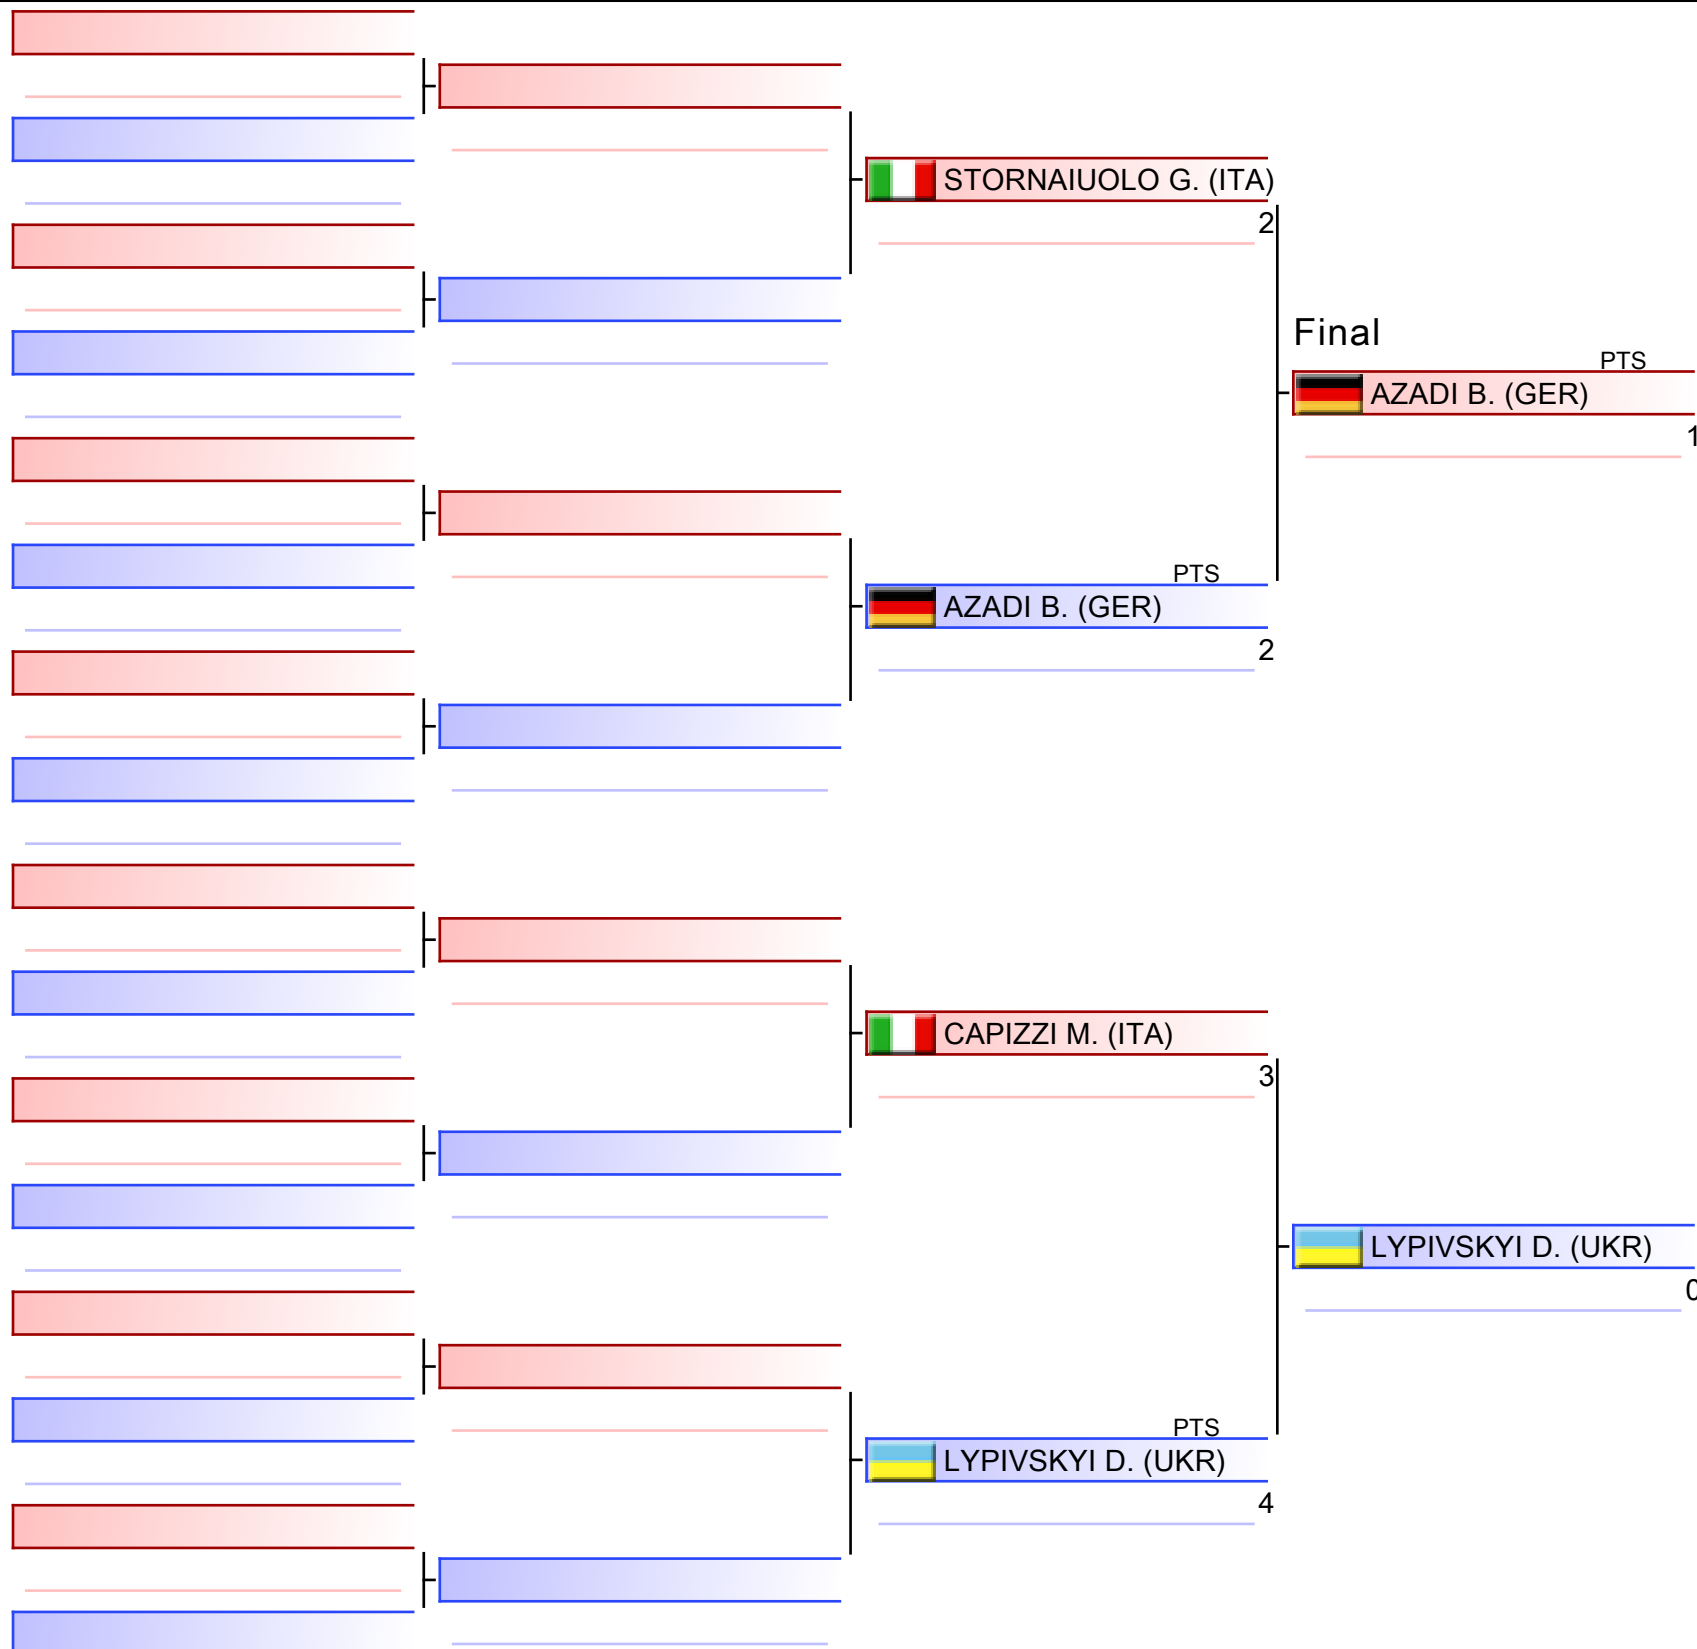 STORNAIUOLO G. (ITA)
2
Final
PTS
AZADI B. (GER)
1
PTS
AZADI B. (GER)
2
CAPIZZI M. (ITA)
3
LYPIVSKYI D. (UKR)
0
PTS
LYPIVSKYI D. (UKR)
4